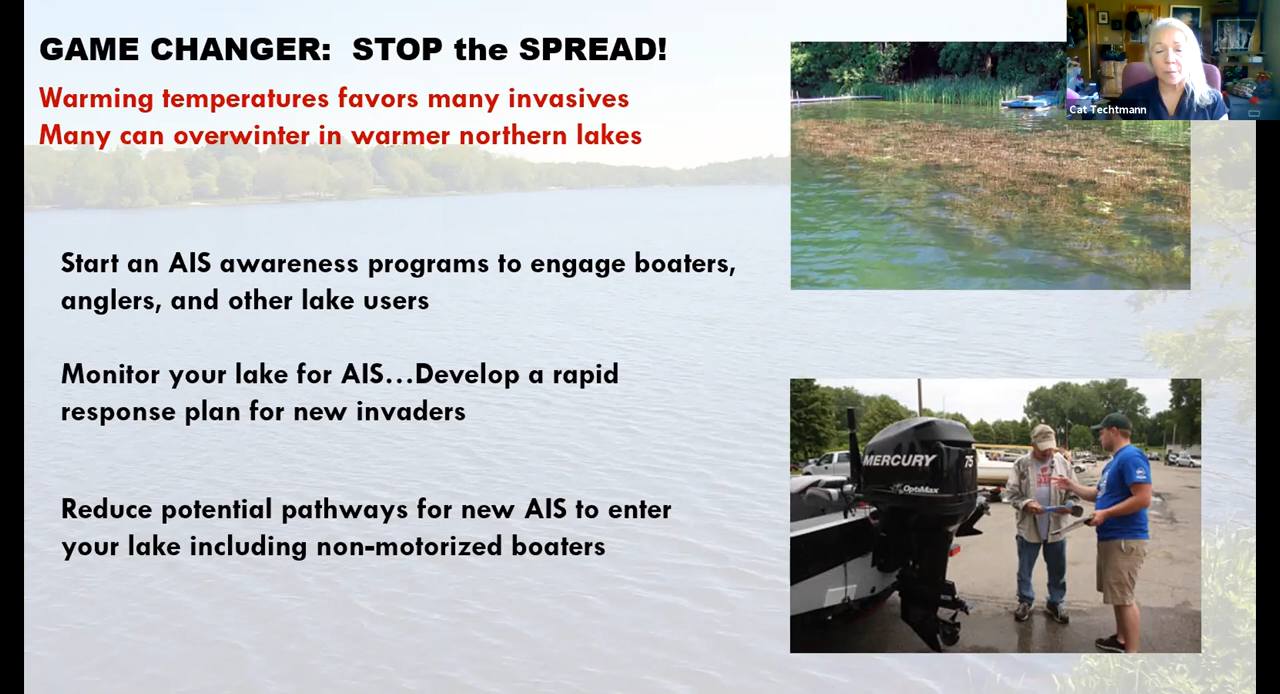 GAME CHANGER: STOP the SPREAD!
Warming temperatures favors many invasives
Many can overwinter in warmer northern lakes
Start an AIS awareness programs to engage boaters,
anglers, and other lake users
Monitor your lake for AIS...Develop a rapid
response plan for new invaders
Reduce potential pathways for new AIS to enter
your lake including non-motorized boaters
Cat Techtmann
MERCURY 75
OptiMax